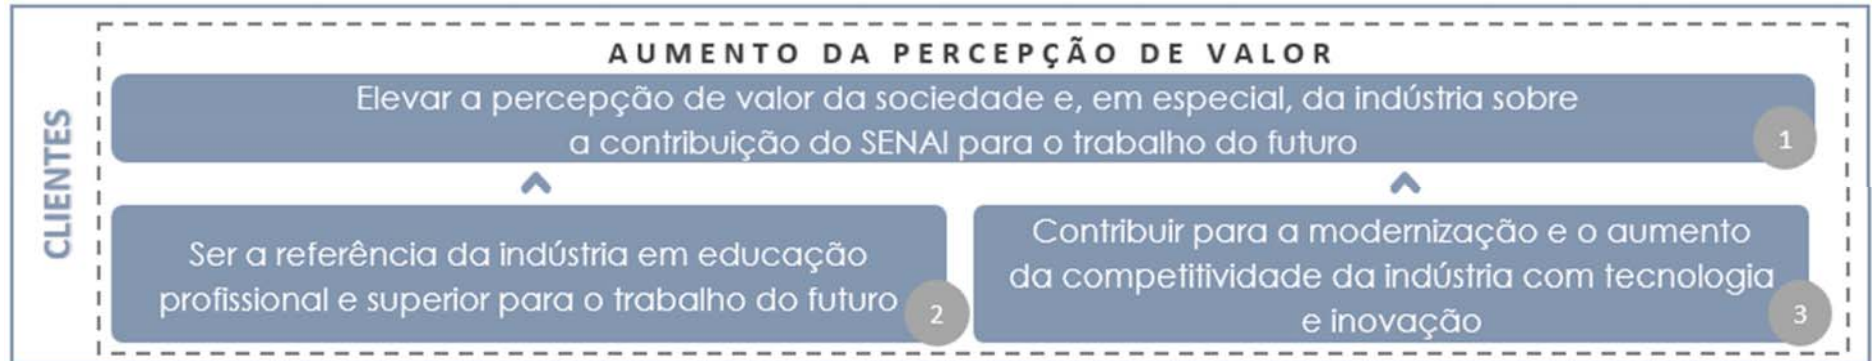 CLIENTES
AUMENTO DA PERCEPÇÃO DE VALOR
Elevar a percepção de valor da sociedade e, em especial, da indústria sobre
a contribuição do SENAI para o trabalho do futuro
1
Ser a referência da indústria em educação
profissional e superior para o trabalho do futuro
2
Contribuir para a modernização e o aumento
da competitividade da indústria com tecnologia
e inovação
3